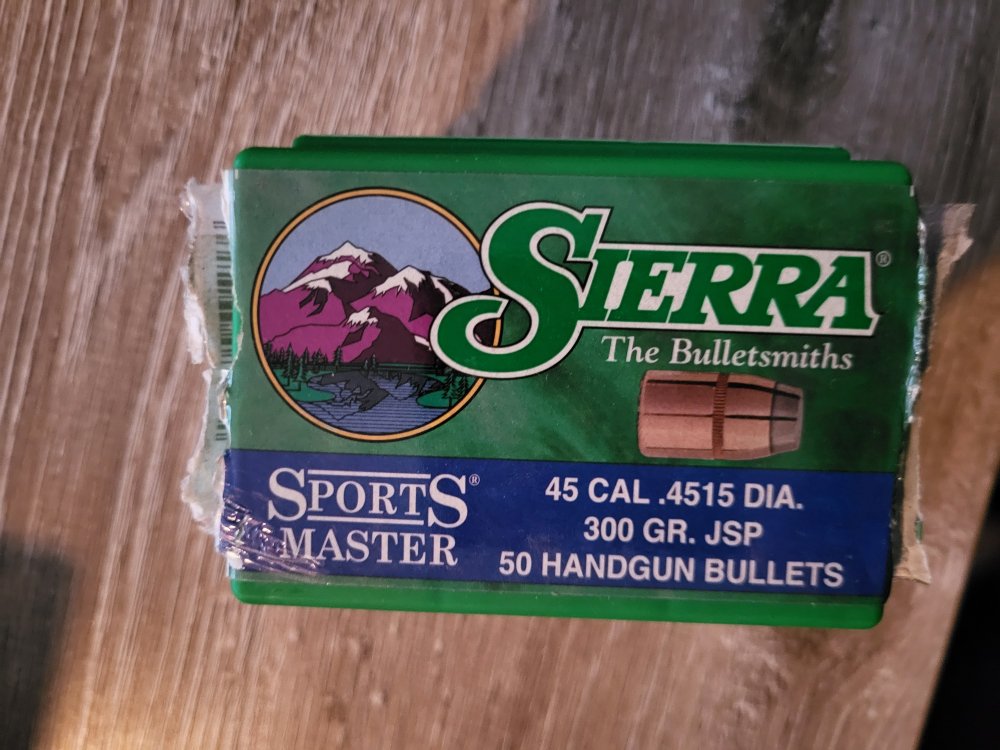 SIERRA®
The Bulletsmiths
SPORTS®
MASTER
45 CAL .4515 DIA.
300 GR. JSP
50 HANDGUN BULLETS